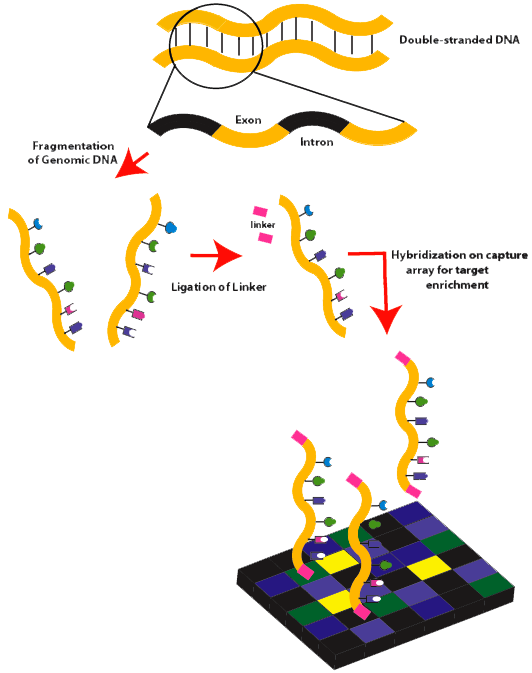 Double-stranded DNA
Exon
Intron
Fragmentation
of Genomic DNA
linker
Ligation of Linker
Hybridization on capture
array for target
enrichment